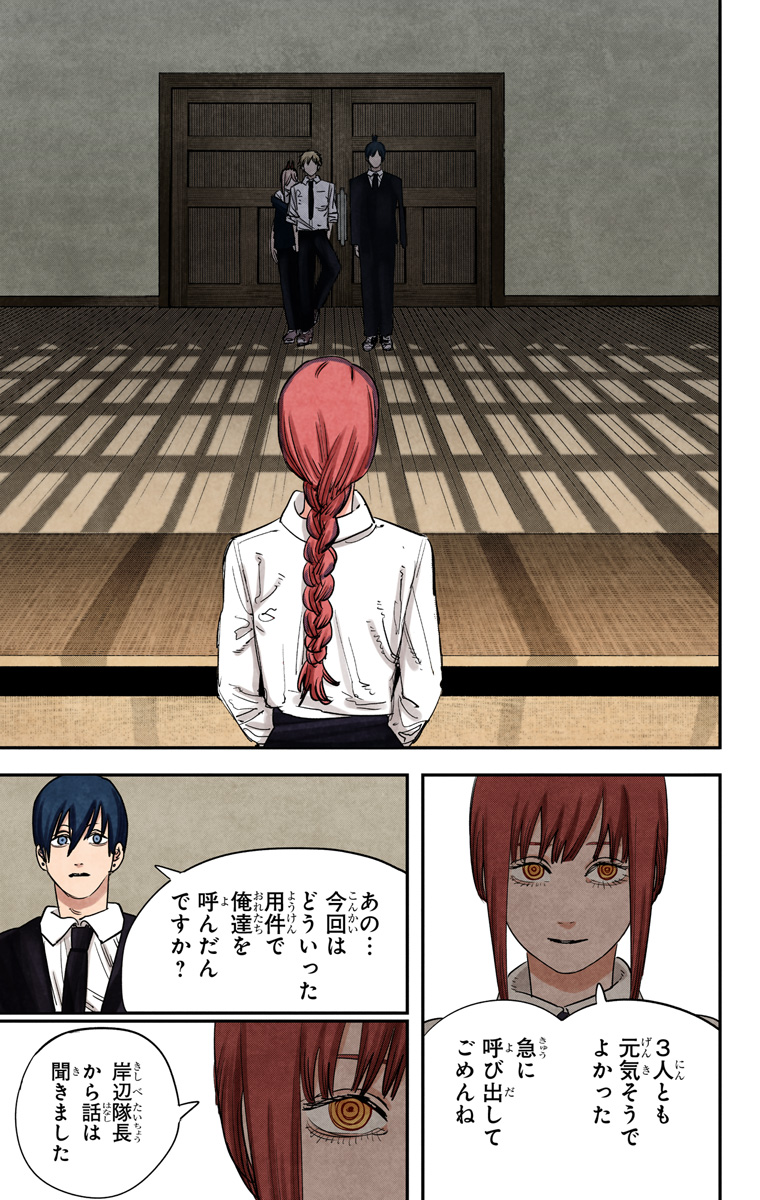 ３人とも
元気そうで
よかった
急に
呼び出して
ごめんね
あの…
今回は
どういった
用件で
俺達を
呼んだん
ですか？
岸辺隊長
から話は
聞きました